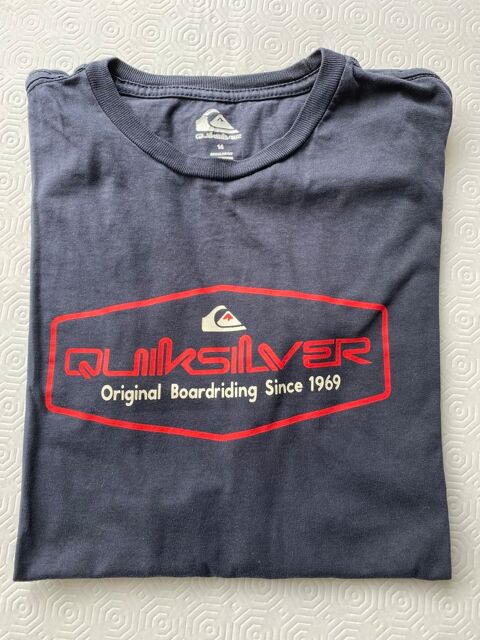 QUIKSILVER
14
QUIKSILVER
Original Boardriding Since 1969